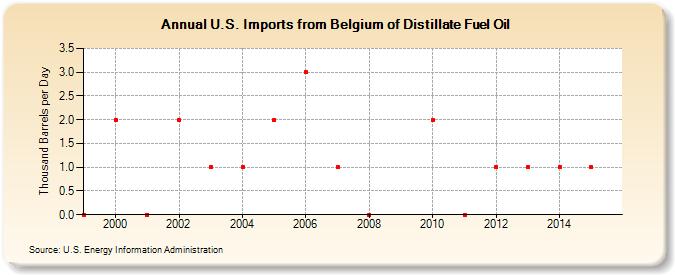 Annual U.S. Imports from Belgium of Distillate Fuel Oil
Thousand Barrels per Day
3.5
3.0
2.5
2.0
1.5
1.0
0.5
0.0
2000 2002 2004 2006 2008 2010 2012 2014
Source: U.S. Energy Information Administration